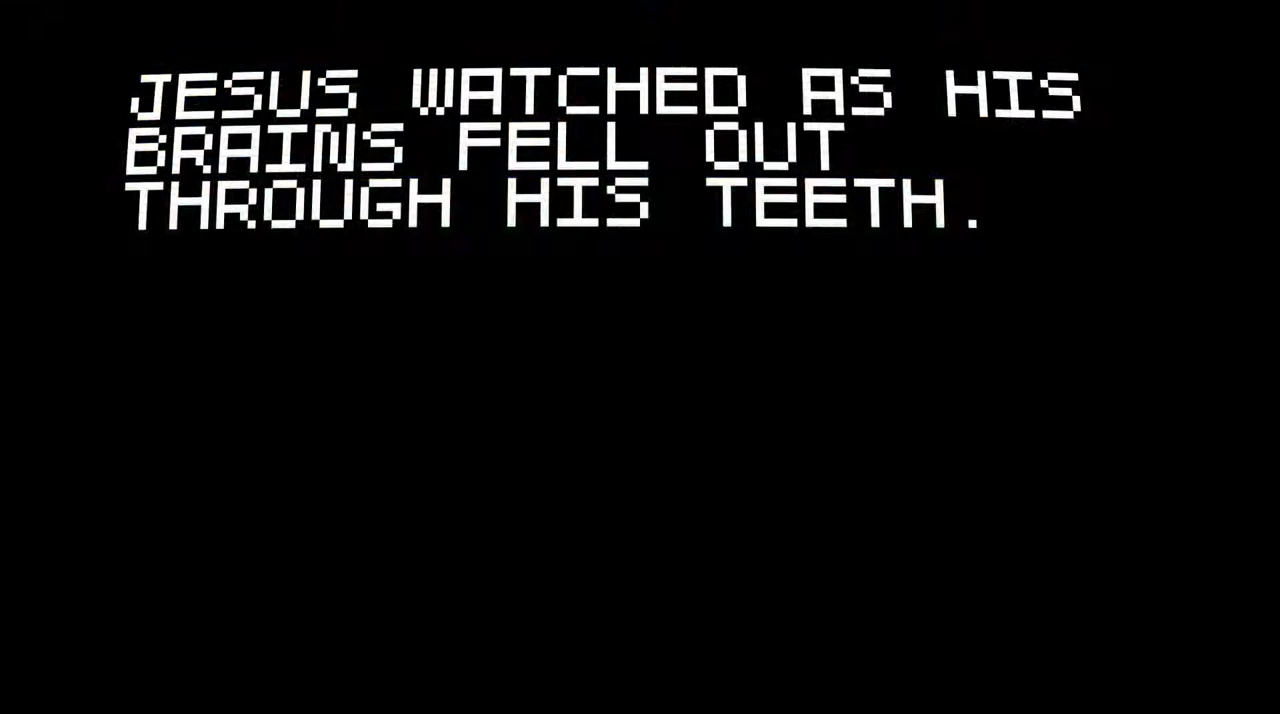 JESUS WATCHED AS HIS
BRAINS FELL OUT
THROUGH HIS TEETH.